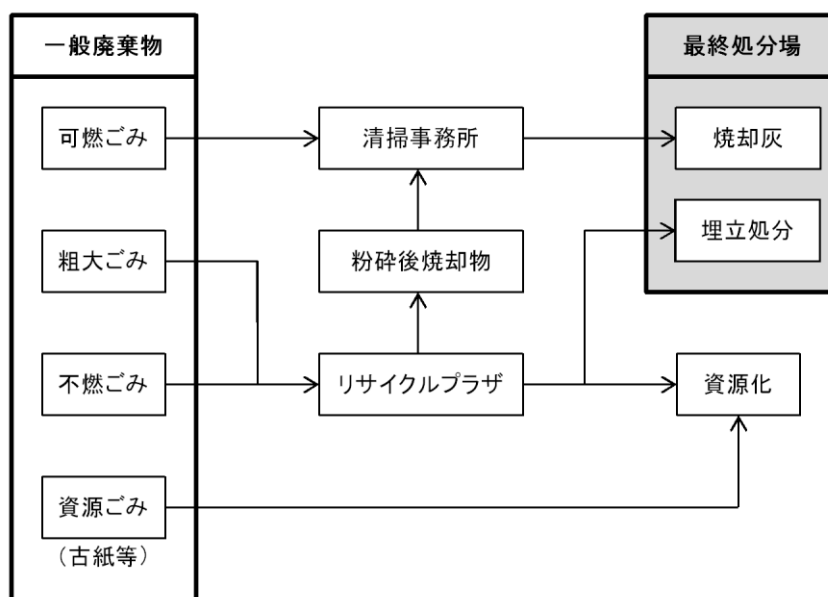 一般廃棄物
最終処分場
可燃ごみ
清掃事務所
焼却灰
粗大ごみ
粉砕後焼却物
埋立処分
不燃ごみ
リサイクルプラザ
資源化
資源ごみ
（古紙等）